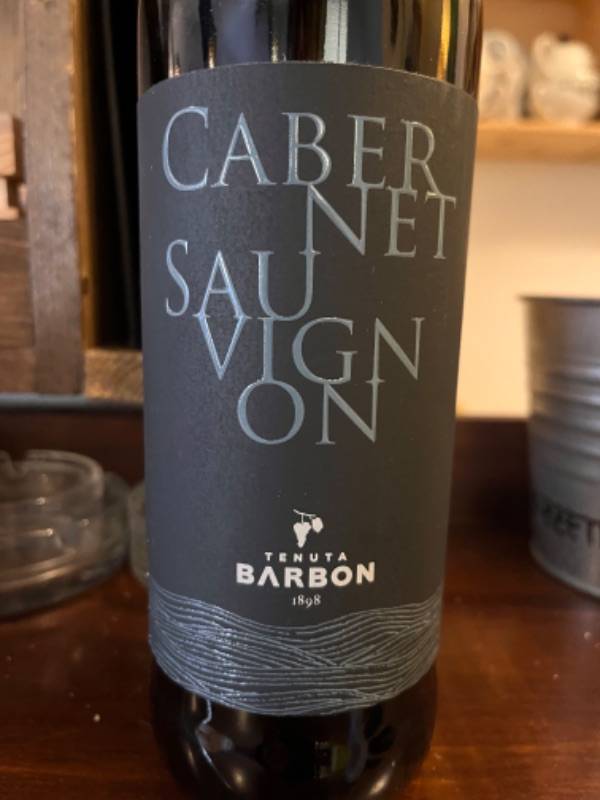 CABER
NET
SAU
VIGN
ON
TENUTA
BARBON
1898